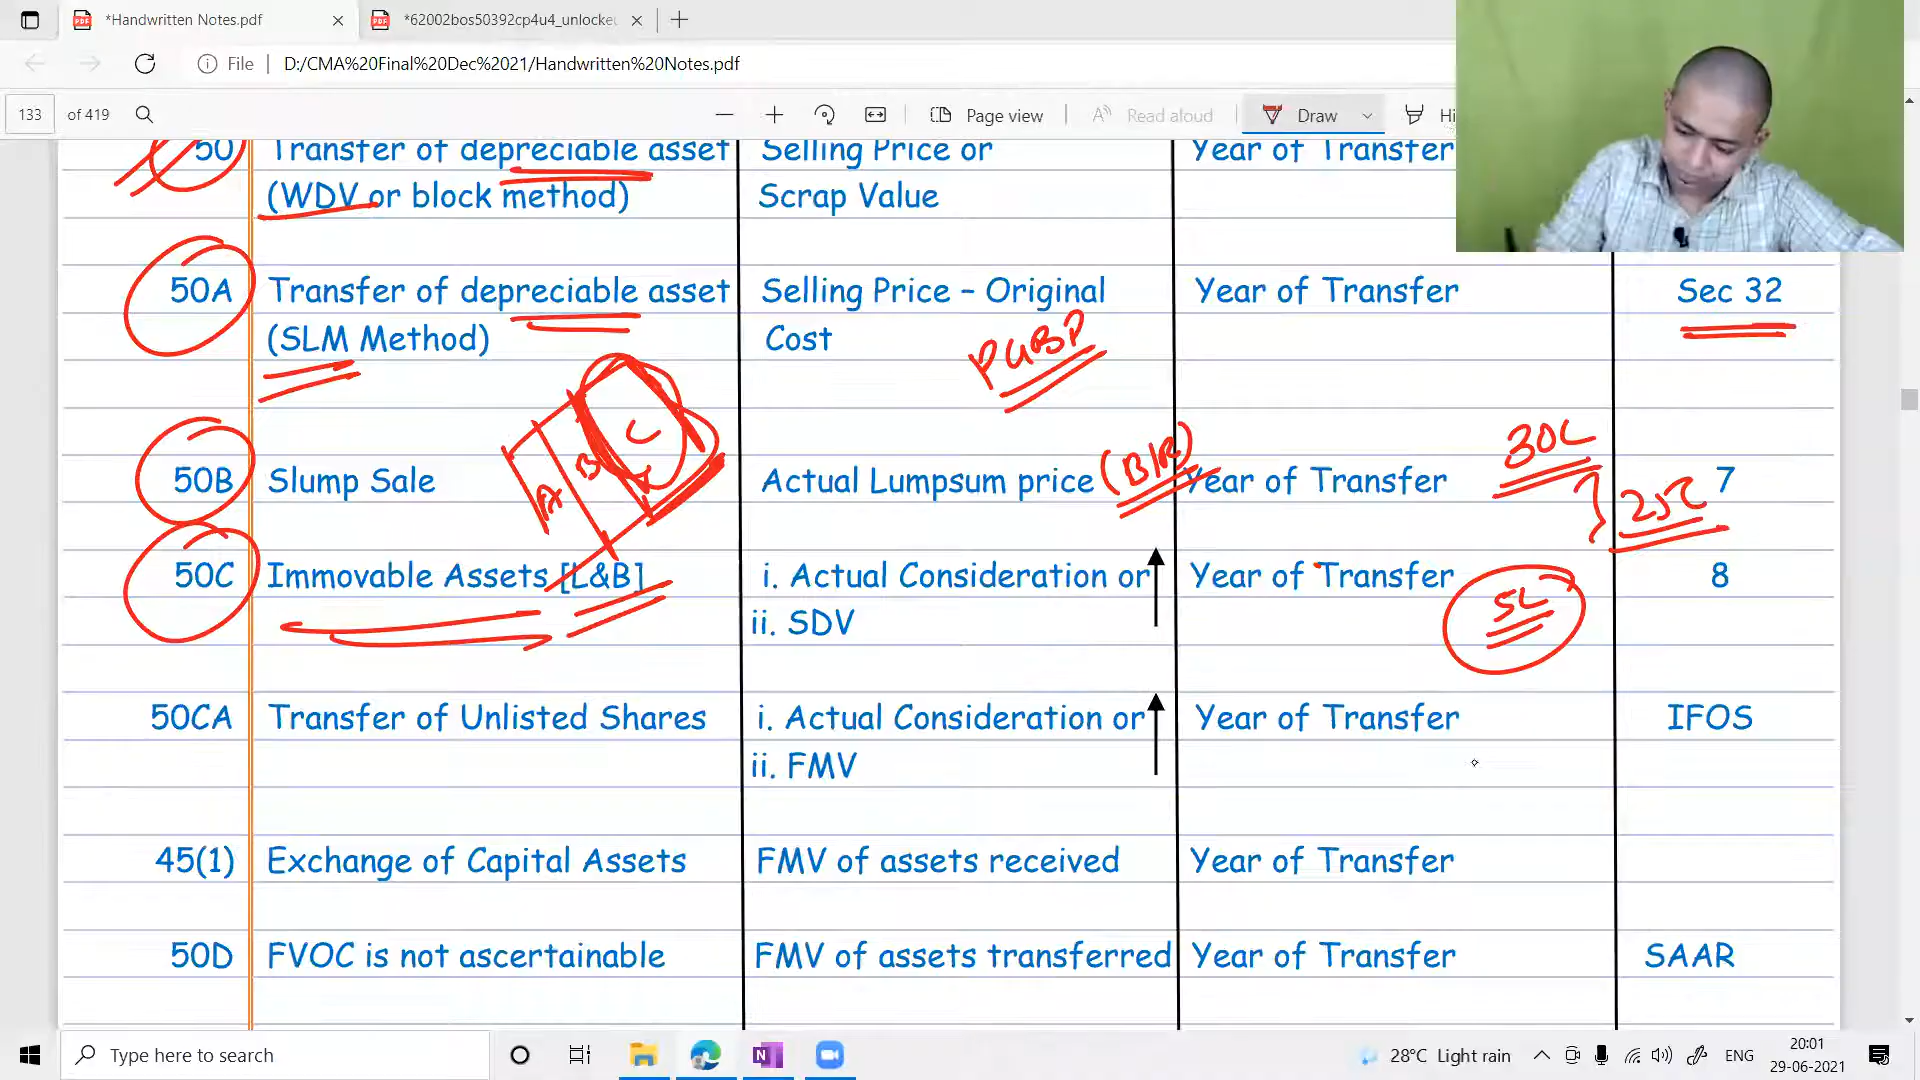 *Handwritten Notes.pdf
*62002bos50392cp4u4_unlocke
File
D:/CMA%20Final%20Dec%2021/Handwritten%20Notes.pdf
133 of 419
Page view
Read aloud
Draw
Hi
50 Transfer of depreciable asset Selling Price or Year of Transfer
(WDV or block method) Scrap Value
50A Transfer of depreciable asset Selling Price – Original Year of Transfer Sec 32
(SLM Method) Cost
PGBP
A B C
50B Slump Sale Actual Lumpsum price (B/R) Year of Transfer 30L 7
25L
50C Immovable Assets [L&B] i. Actual Consideration or Year of Transfer 8
ii. SDV 5L
50CA Transfer of Unlisted Shares i. Actual Consideration or Year of Transfer IFOS
ii. FMV
45(1) Exchange of Capital Assets FMV of assets received Year of Transfer
50D FVOC is not ascertainable FMV of assets transferred Year of Transfer SAAR
Type here to search
28°C Light rain
ENG
20:01
29-06-2021